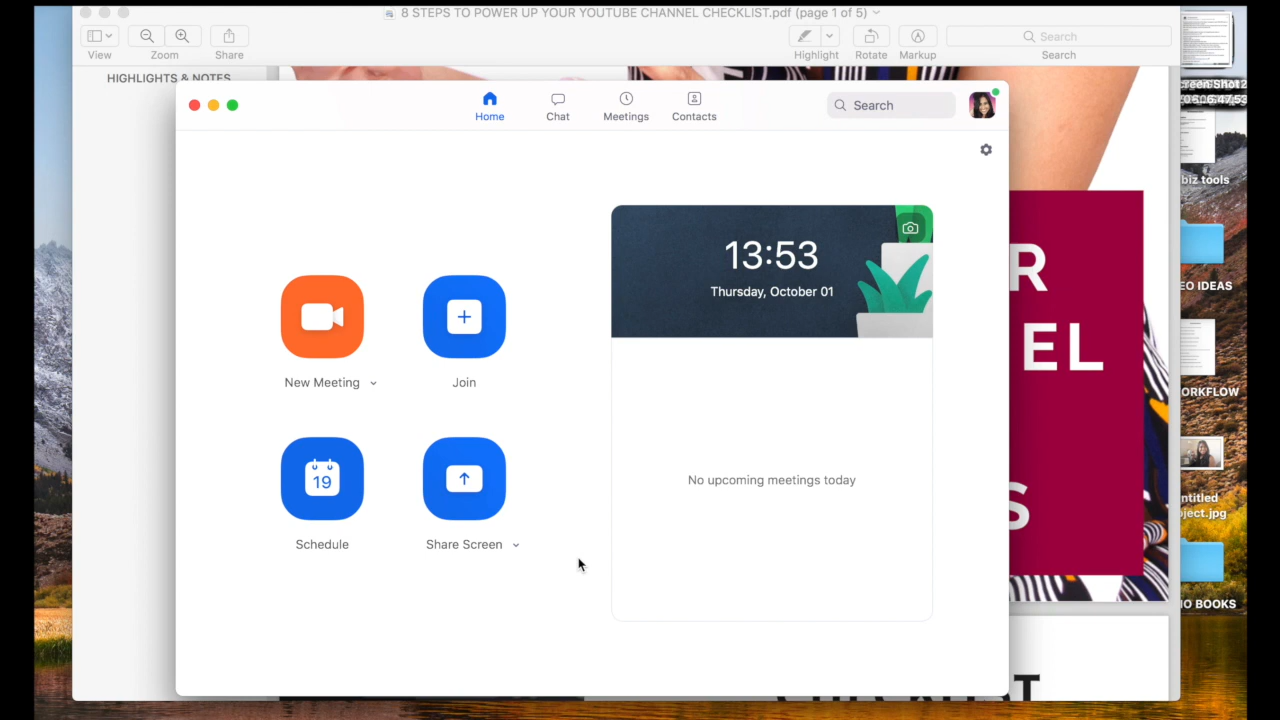 8 STEPS TO POWER UP YOUR YOUTUBE CHANNEL CHECKLIST.pdf (page 1 of 5)
View Zoom Share Highlight Rotate Markup Search
Search
HIGHLIGHTS & NOTES
Home Chat Meetings Contacts
Search
13:53
Thursday, October 01
New Meeting
Join
19
Schedule
Share Screen
No upcoming meetings today
R
EL
S
biz tools
EO IDEAS
ORKFLOW
ntitled
ject.jpg
IO BOOKS